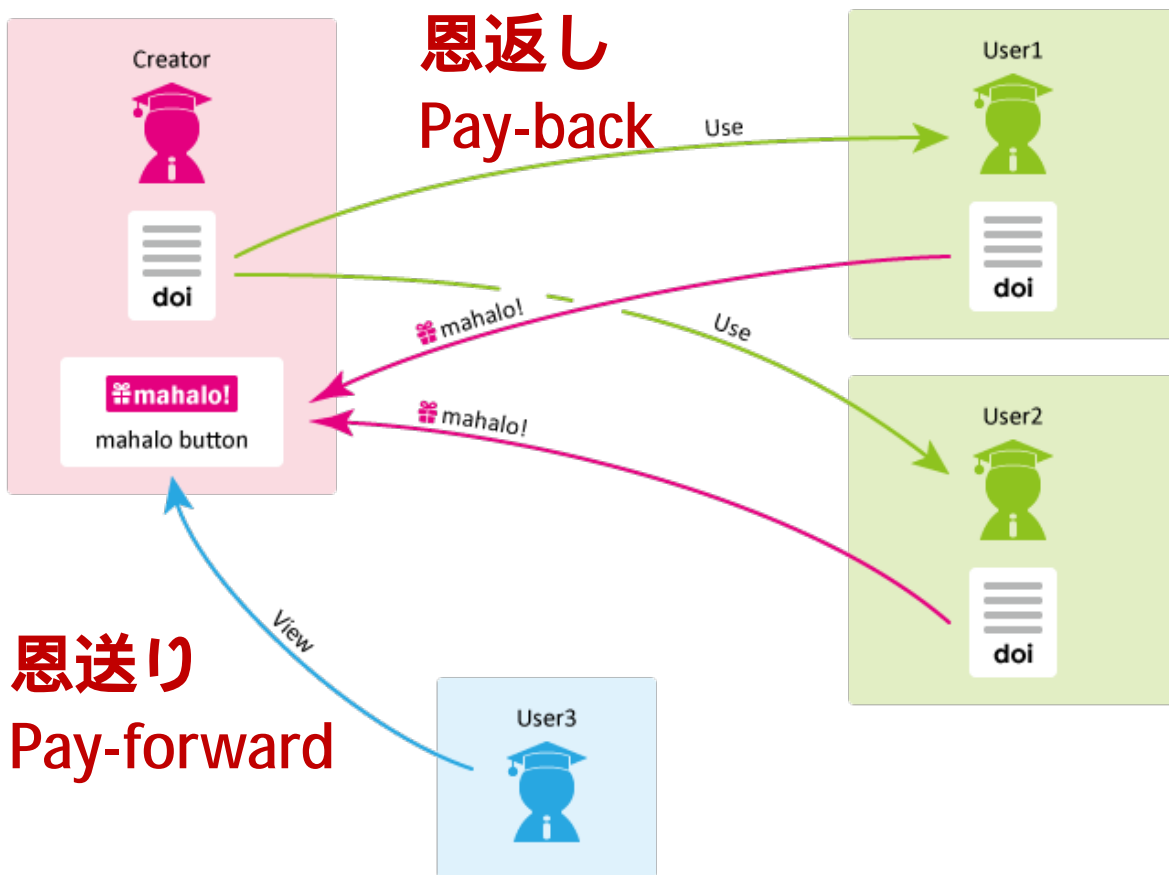 Creator
doi
mahalo!
mahalo button
恩返し
Pay-back
Use
User1
doi
mahalo!
Use
mahalo!
User2
doi
View
恩送り
Pay-forward
User3